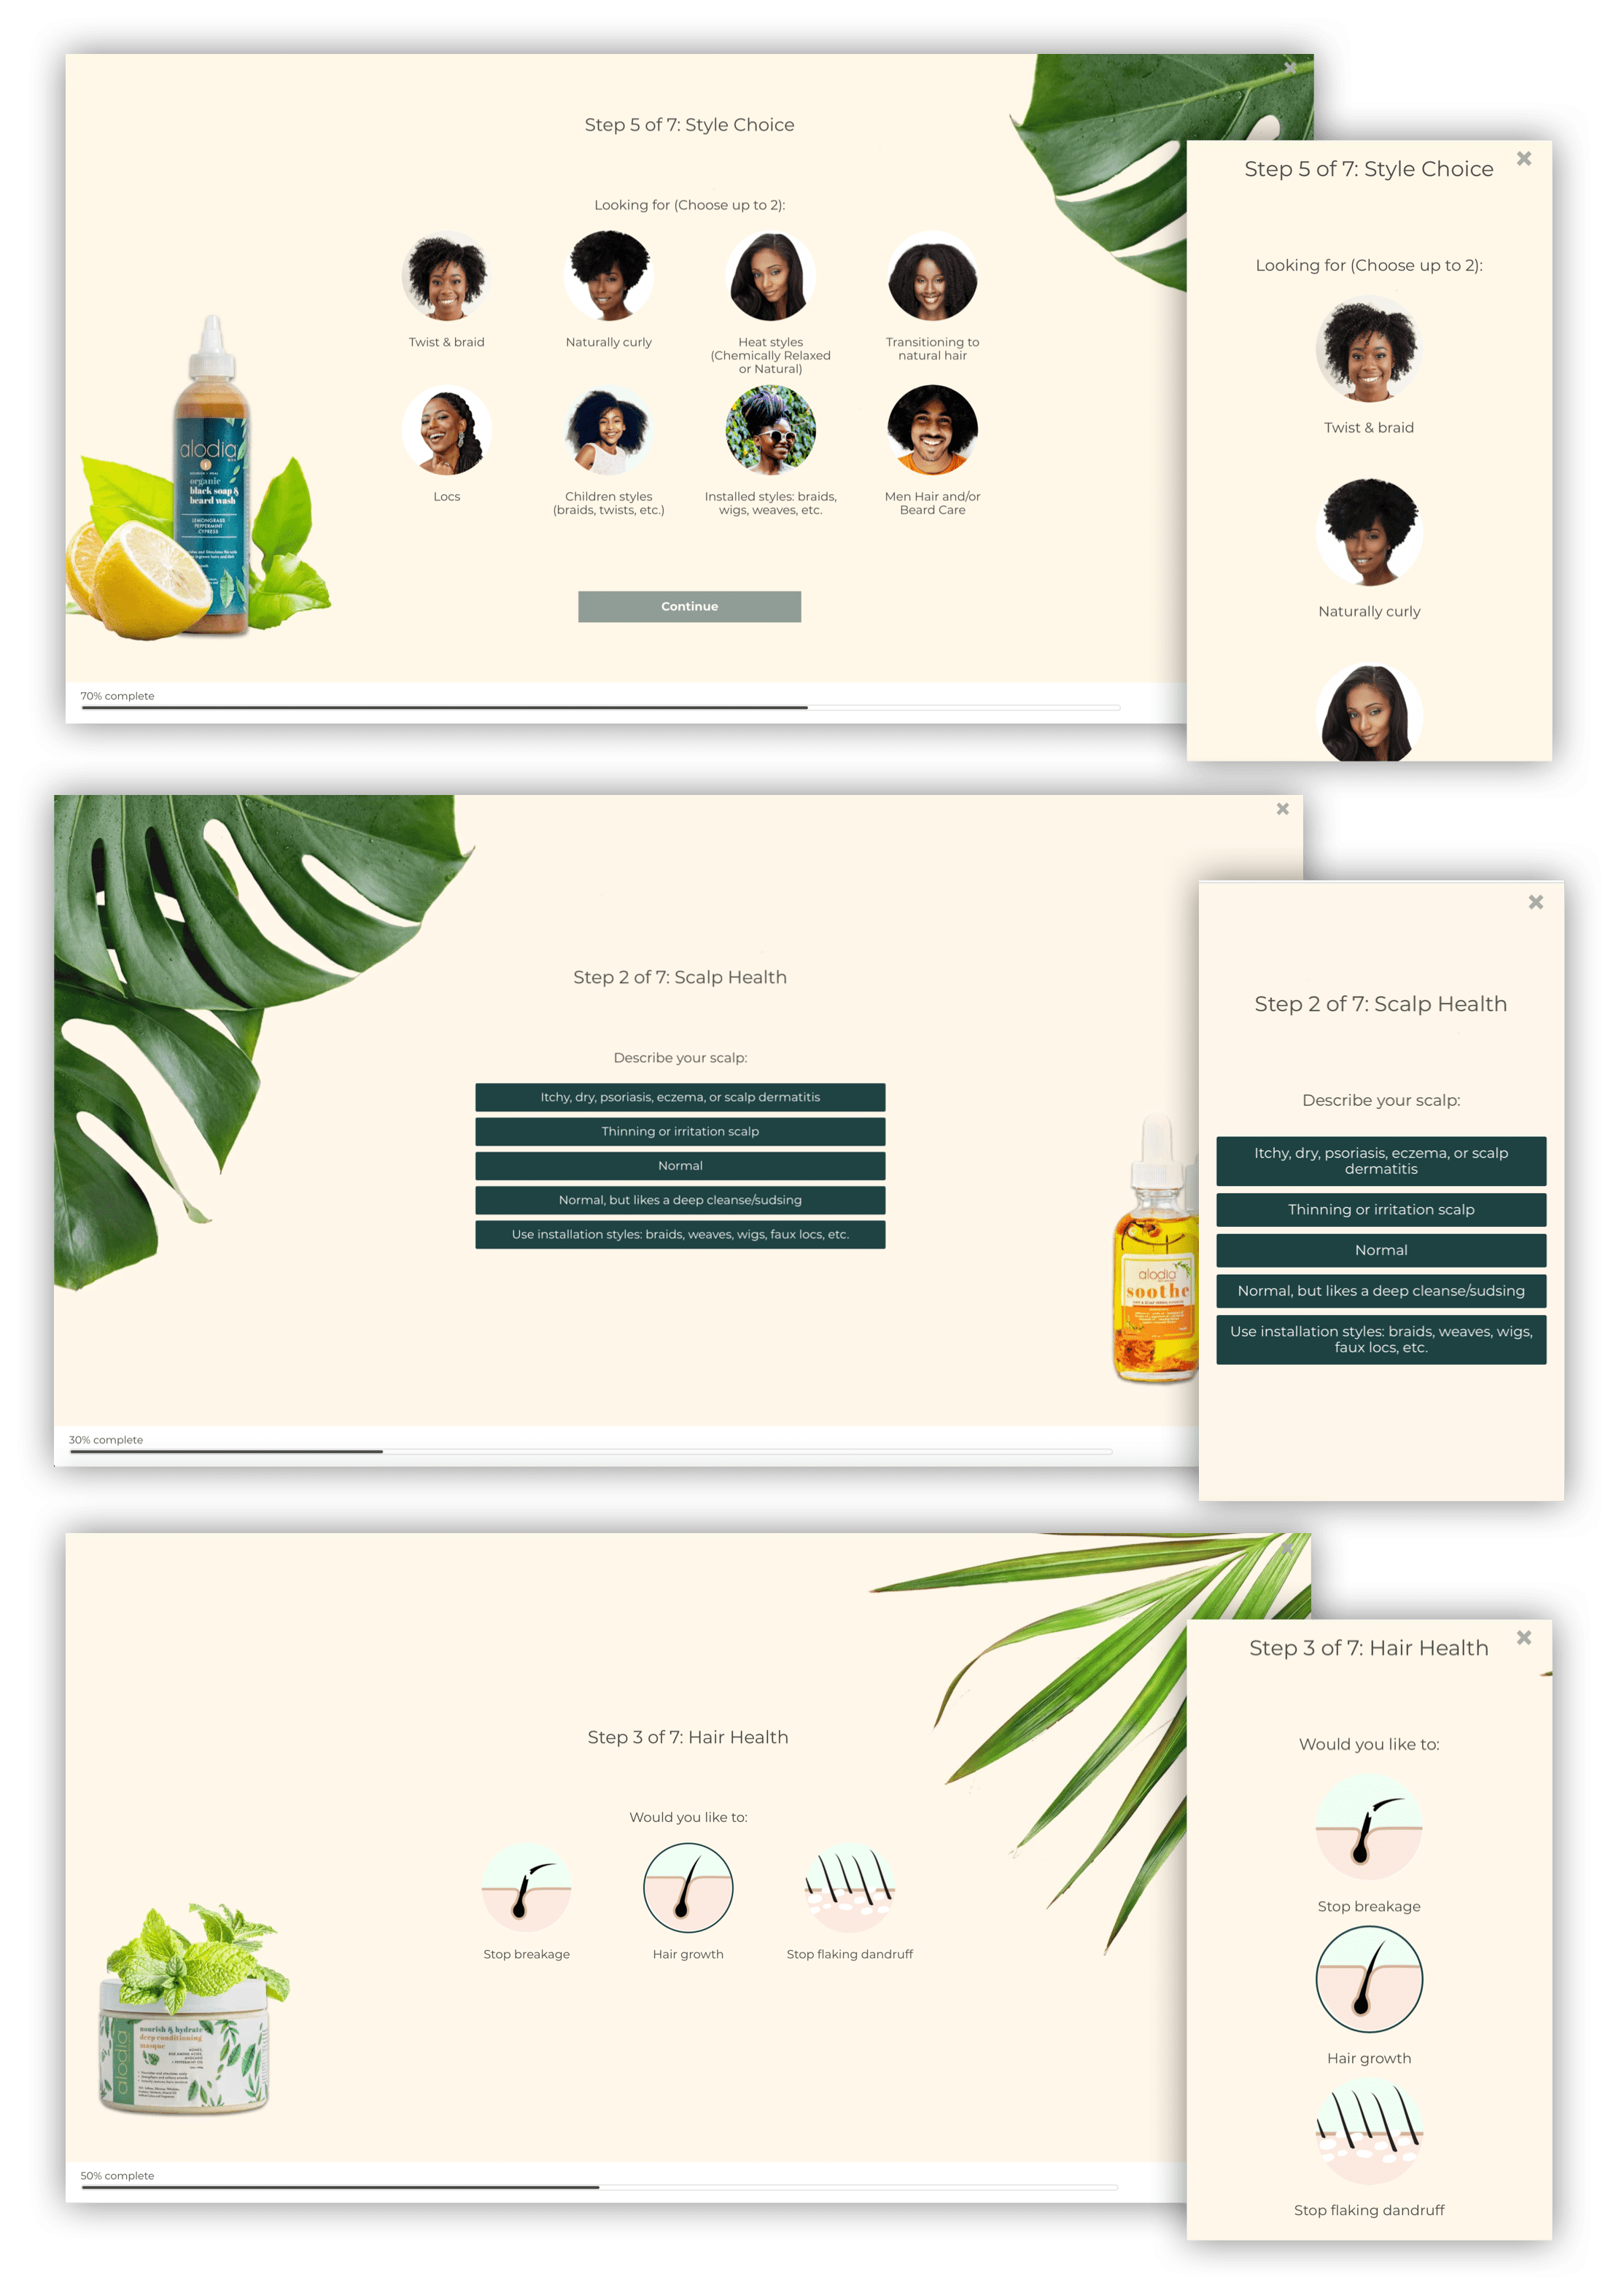 Step 5 of 7: Style Choice
Looking for (Choose up to 2):
Twist & braid
Naturally curly
Heat styles
(Chemically Relaxed
or Natural)
Transitioning to
natural hair
Locs
Children styles
(braids, twists, etc.)
Installed styles: braids,
wigs, weaves, etc.
Men Hair and/or
Beard Care
alodia
organic
black soap &
beard wash
LEMONGRASS
PEPPERMINT
CYPRESS
Continue
70% complete
Step 5 of 7: Style Choice
Looking for (Choose up to 2):
Twist & braid
Naturally curly
Step 2 of 7: Scalp Health
Describe your scalp:
Itchy, dry, psoriasis, eczema, or scalp dermatitis
Thinning or irritation scalp
Normal
Normal, but likes a deep cleanse/sudsing
Use installation styles: braids, weaves, wigs, faux locs, etc.
alodia
soothe
30% complete
Step 2 of 7: Scalp Health
Describe your scalp:
Itchy, dry, psoriasis, eczema, or scalp
dermatitis
Thinning or irritation scalp
Normal
Normal, but likes a deep cleanse/sudsing
Use installation styles: braids, weaves, wigs,
faux locs, etc.
Step 3 of 7: Hair Health
Would you like to:
Stop breakage
Hair growth
Stop flaking dandruff
alodia
nourish & hydrate
deep conditioning
masque
50% complete
Step 3 of 7: Hair Health
Would you like to:
Stop breakage
Hair growth
Stop flaking dandruff